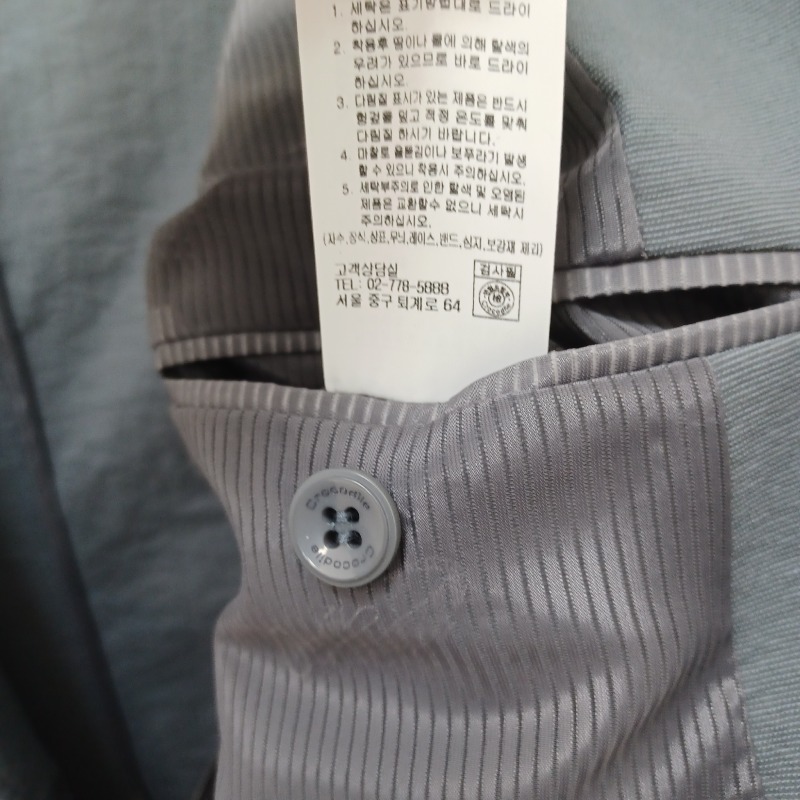 1. 세탁은 표기방법대로 드라이
하십시오.
2. 착용후 땀이나 물에 의해 탈색의
우려가 있으므로 바로 드라이
하십시오.
3. 다림질 표시가 있는 제품은 반드시
헝겊을 밀고 적정 온도를 맞춰
다림질 하시기 바랍니다.
4. 마찰로 올뜯김이나 보푸라기 발생
할 수 있으니 착용시 주의하십시오.
5. 세탁부주의로 인한 탈색 및 오염된
제품은 교환할수 없으니 세탁시
주의하십시오.
(자수,장식,상표,무늬,레이스,밴드,심지,보강재 제외)
고객상담실
TEL: 02-778-5888
서울 중구 퇴계로 64
검사필
Crocodile
Crocodile